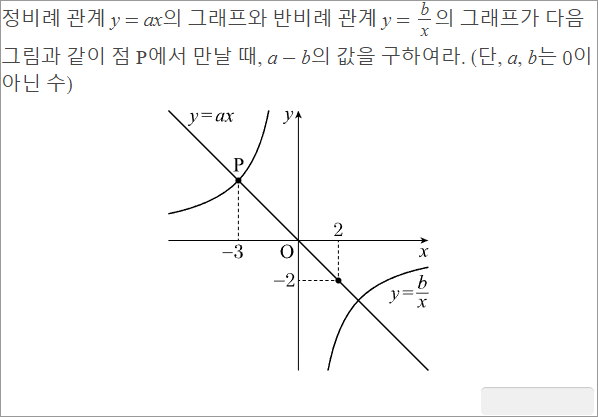 정비례 관계 y = ax의 그래프와 반비례 관계 y = b/x 의 그래프가 다음
그림과 같이 점 P에서 만날 때, a − b의 값을 구하여라. (단, a, b는 0이
아닌 수)
y=ax
y
P
2
−3
O
x
−2
y=b/x